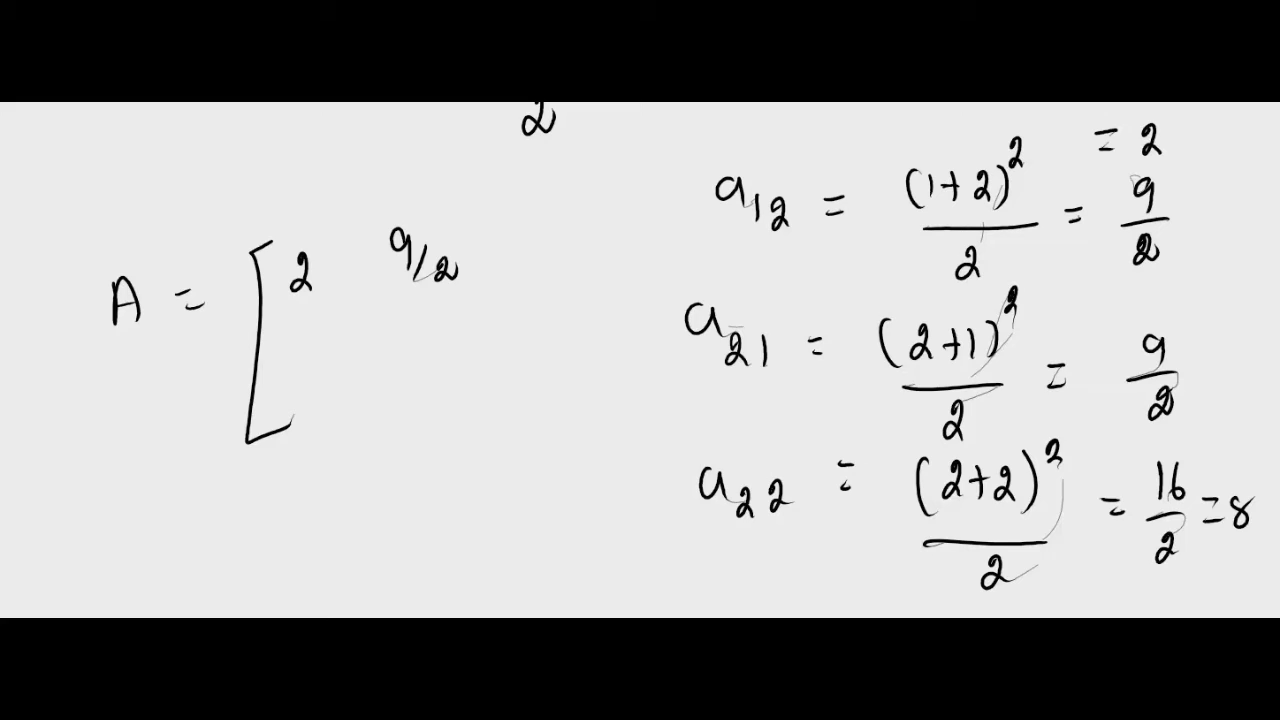 2
= 2
a12 = (1+2)^2/2 = 9/2
A = [ 2 9/2
a21 = (2+1)^2/2 = 9/2
a22 = (2+2)^2/2 = 16/2 = 8